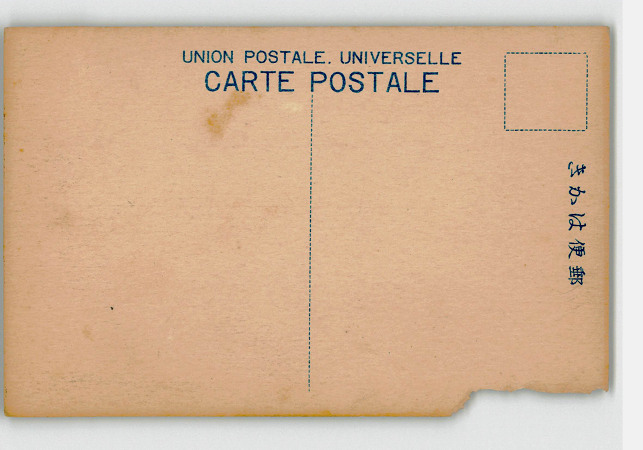 UNION POSTALE. UNIVERSELLE
CARTE POSTALE
きかは便郵